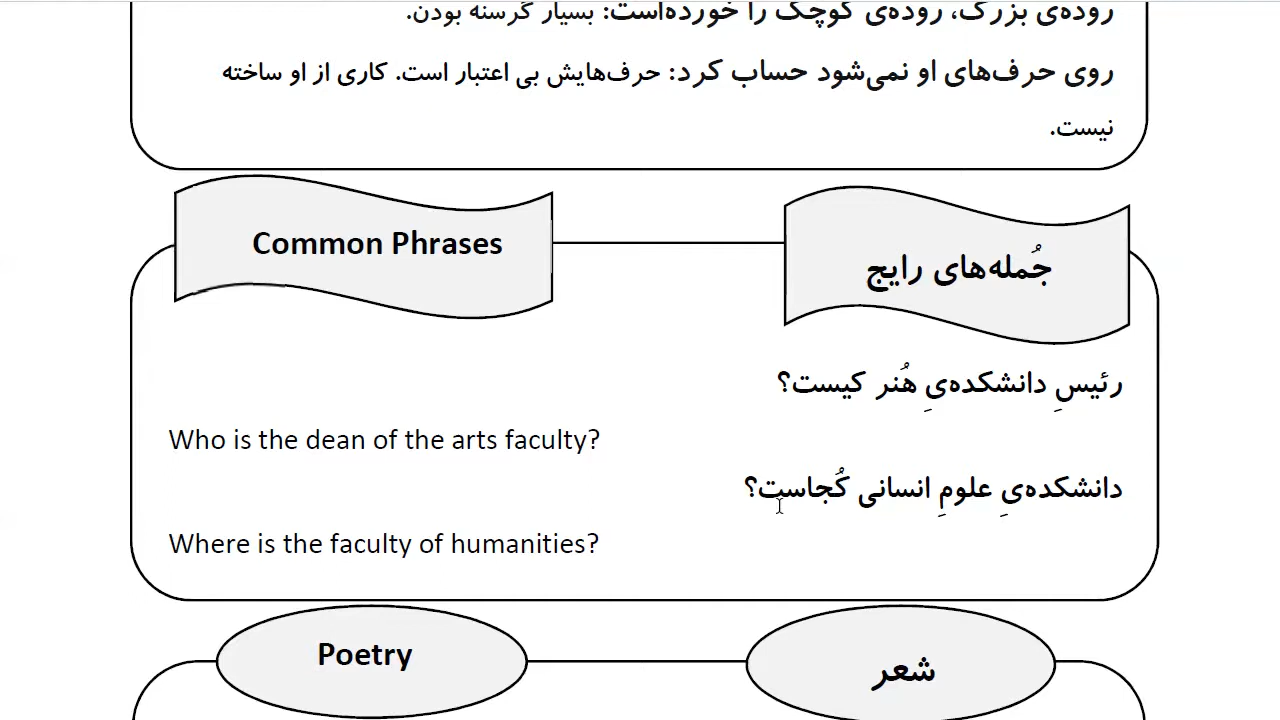 روده‌ی بزرگ، روده‌ی کوچک را خورده‌است: بسیار گرسنه بودن.
روی حرف‌های او نمی‌شود حساب کرد: حرف‌هایش بی اعتبار است. کاری از او ساخته
نیست.
Common Phrases
جُمله‌های رایج
رئیسِ دانشکده‌یِ هُنر کیست؟
Who is the dean of the arts faculty?
دانشکده‌یِ علومِ انسانی کُجاست؟
Where is the faculty of humanities?
Poetry
شعر